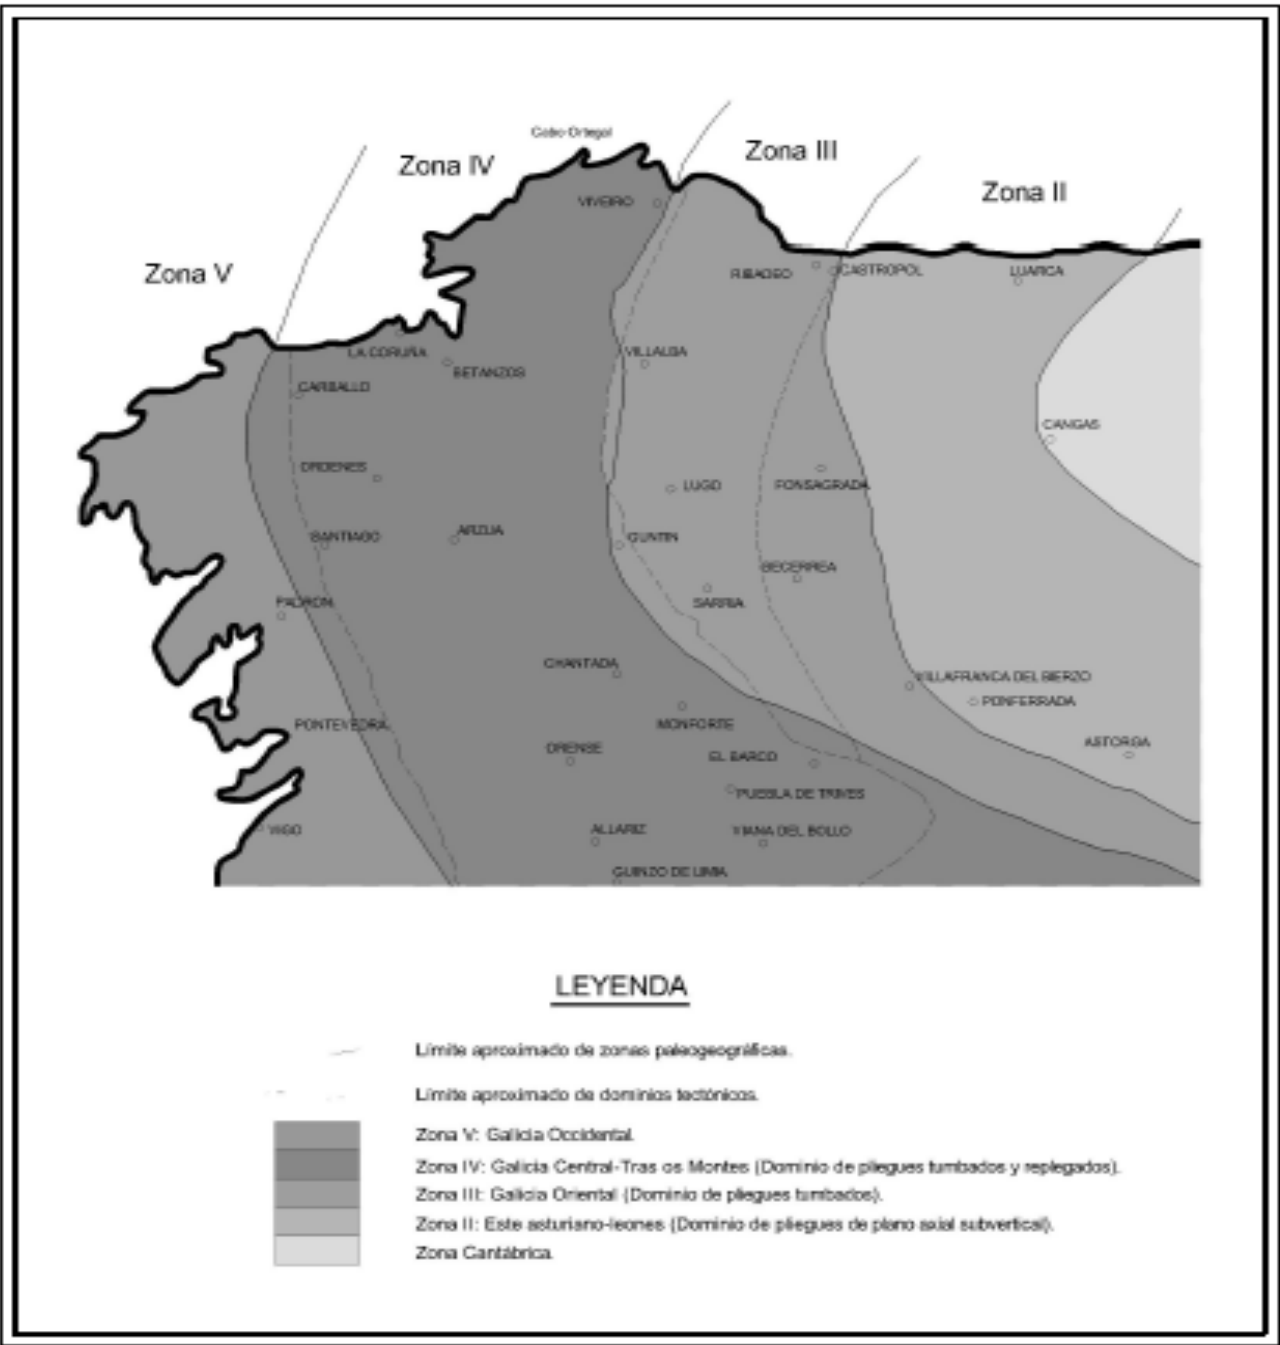 Cabo Ortegal
Zona IV
Zona III
Zona II
Zona V
VIVEIRO
RIBADEO
CASTROPOL
LUARCA
LA CORUÑA
BETANZOS
VILLALBA
CARBALLO
CANGAS
ORDENES
LUGO
FONSAGRADA
SANTIAGO
ARZUA
GUNTIN
BECERREA
PADRON
SARRIA
CHANTADA
VILLAFRANCA DEL BIERZO
PONFERRADA
PONTEVEDRA
MONFORTE
ORENSE
EL BARCO
ASTORGA
PUEBLA DE TRIVES
VIGO
ALLARIZ
VIANA DEL BOLLO
GUINZO DE LIMIA
LEYENDA
Límite aproximado de zonas paleogeográficas.
Límite aproximado de dominios tectónicos.
Zona V: Galicia Occidental.
Zona IV: Galicia Central-Tras os Montes (Dominio de pliegues tumbados y replegados).
Zona III: Galicia Oriental (Dominio de pliegues tumbados).
Zona II: Este asturiano-leones (Dominio de pliegues de plano axial subvertical).
Zona Cantábrica.